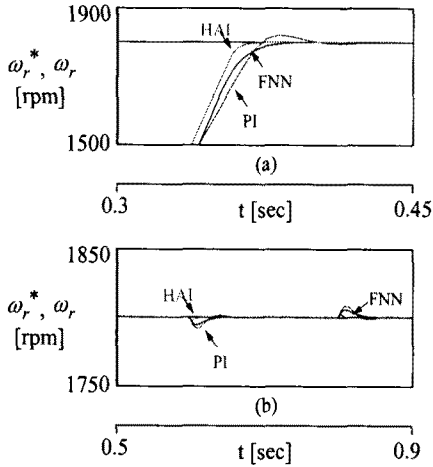 1900
HAI
ωr*, ωr
[rpm]
FNN
PI
1500
(a)
0.3
0.45
t [sec]
1850
HAI
FNN
ωr*, ωr
[rpm]
PI
1750
(b)
0.5
0.9
t [sec]